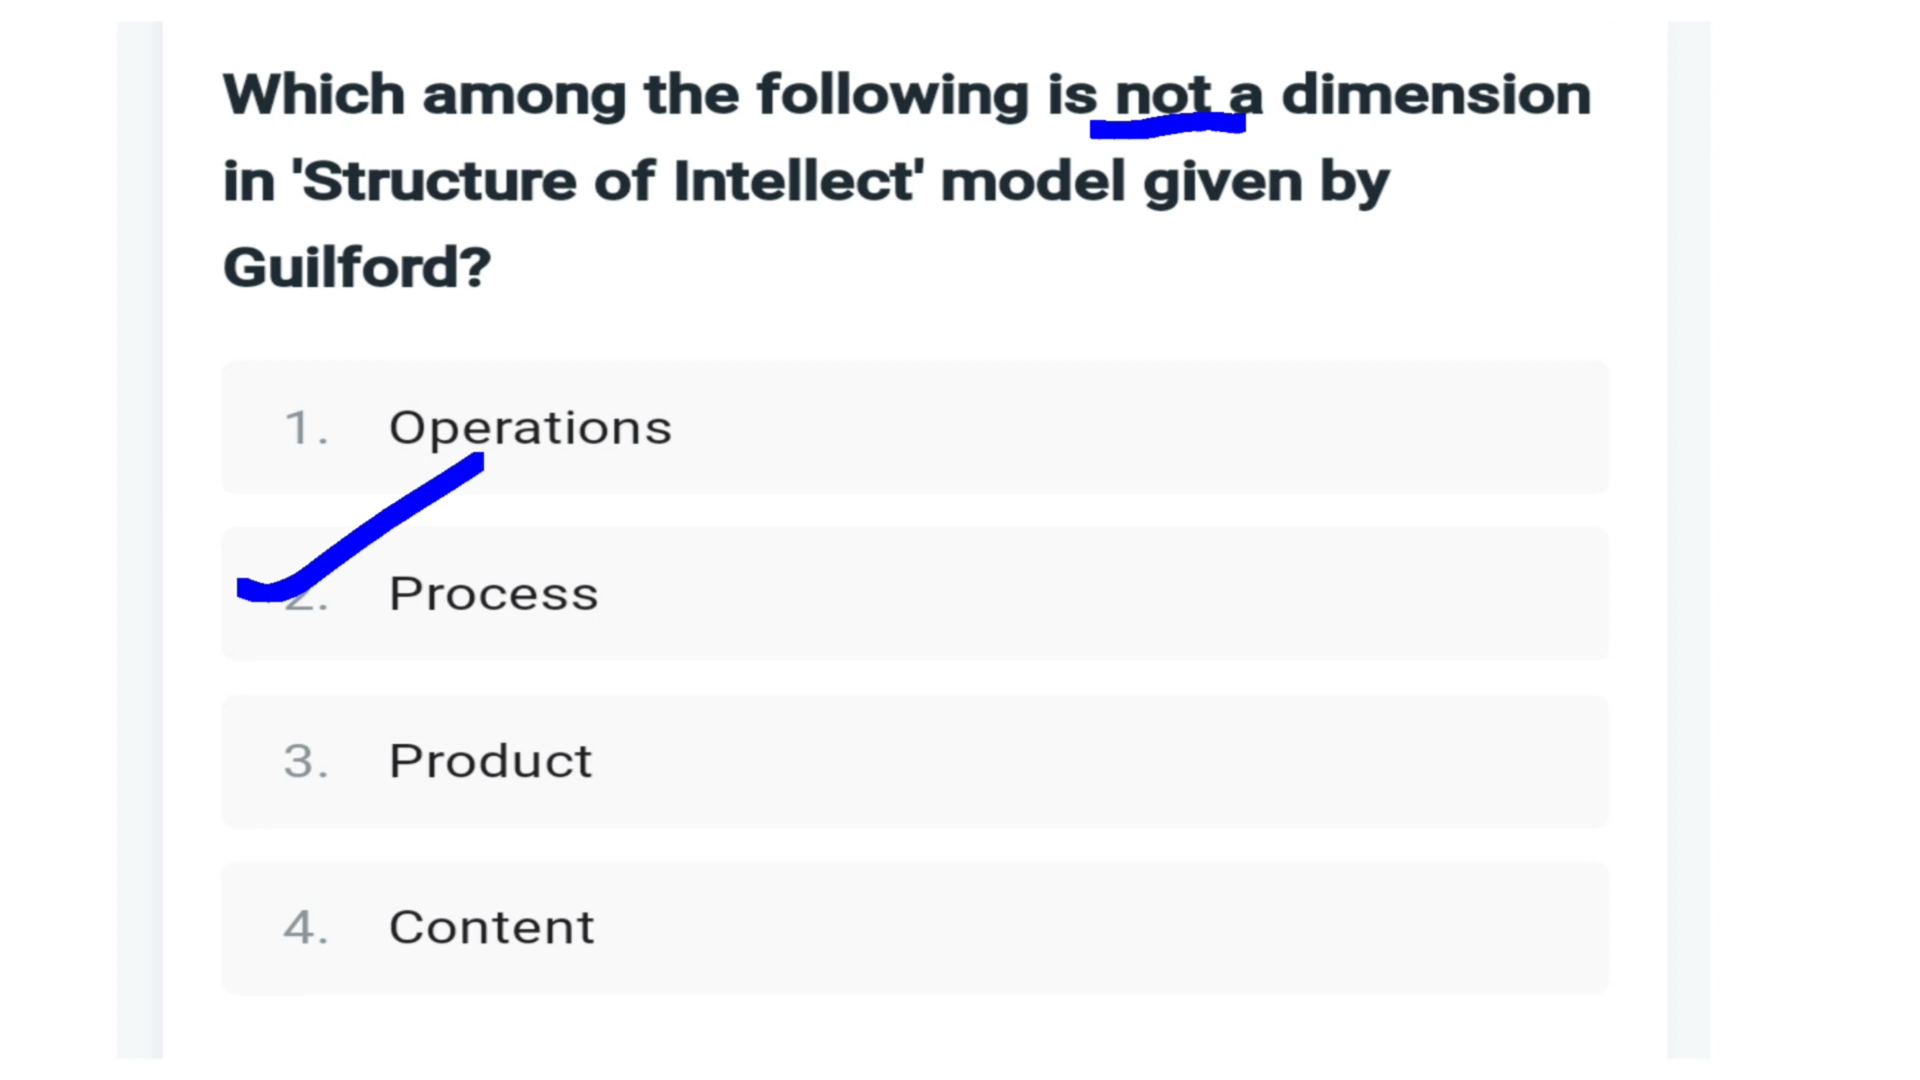 Which among the following is not a dimension
in 'Structure of Intellect' model given by
Guilford?
1. Operations
2. Process
3. Product
4. Content